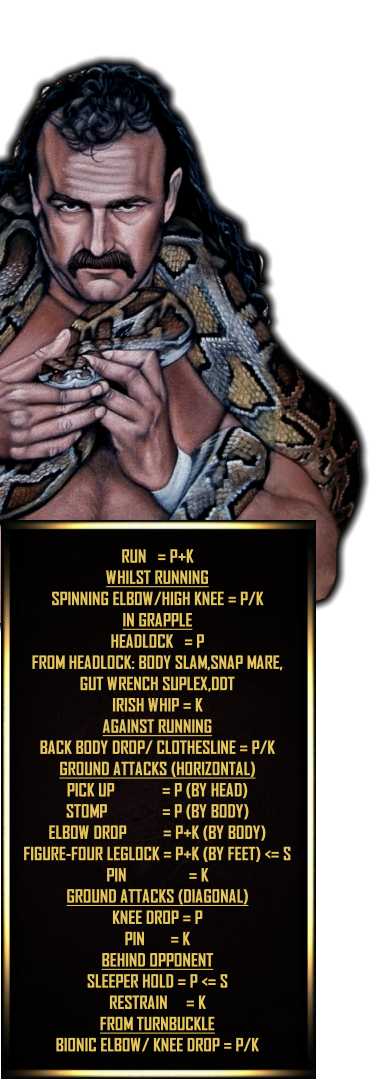 RUN = P+K
WHILST RUNNING
SPINNING ELBOW/HIGH KNEE = P/K
IN GRAPPLE
HEADLOCK = P
FROM HEADLOCK: BODY SLAM,SNAP MARE,
GUT WRENCH SUPLEX,DDT
IRISH WHIP = K
AGAINST RUNNING
BACK BODY DROP/ CLOTHESLINE = P/K
GROUND ATTACKS (HORIZONTAL)
PICK UP = P (BY HEAD)
STOMP = P (BY BODY)
ELBOW DROP = P+K (BY BODY)
FIGURE-FOUR LEGLOCK = P+K (BY FEET) <= S
PIN = K
GROUND ATTACKS (DIAGONAL)
KNEE DROP = P
PIN = K
BEHIND OPPONENT
SLEEPER HOLD = P <= S
RESTRAIN = K
FROM TURNBUCKLE
BIONIC ELBOW/ KNEE DROP = P/K